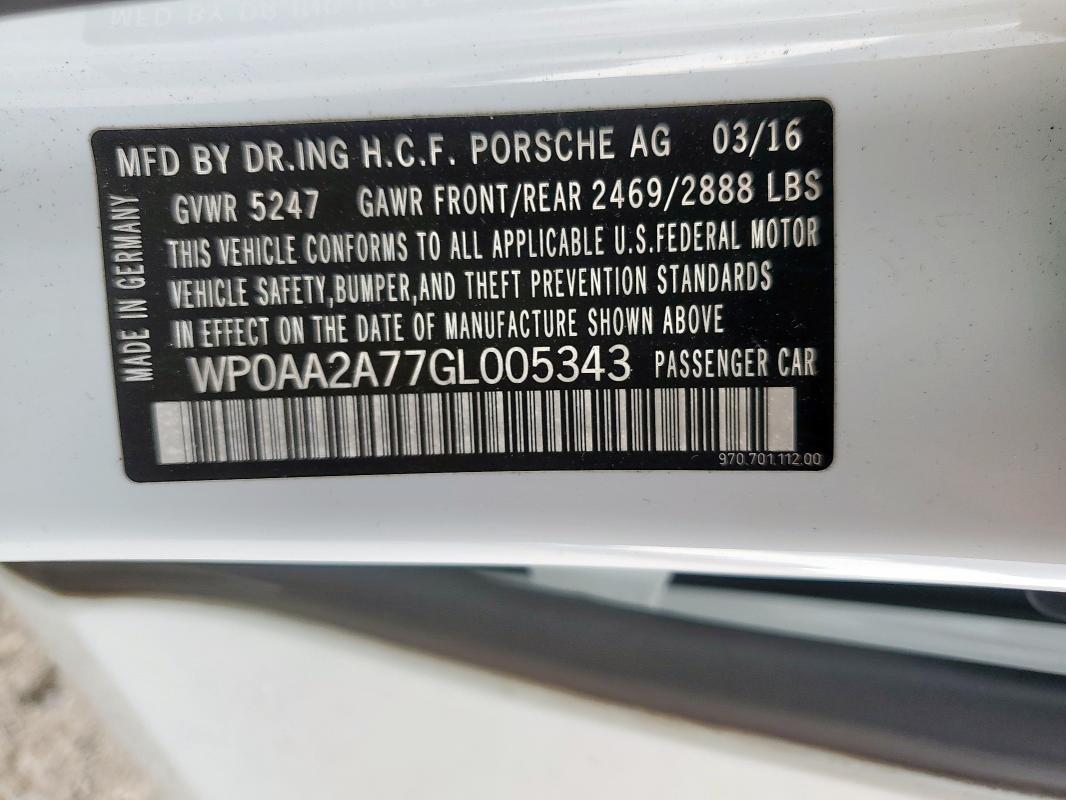 MFD BY DR.ING H.C.F. PORSCHE AG 03/16
GVWR 5247 GAWR FRONT/REAR 2469/2888 LBS
THIS VEHICLE CONFORMS TO ALL APPLICABLE U.S.FEDERAL MOTOR
VEHICLE SAFETY,BUMPER,AND THEFT PREVENTION STANDARDS
IN EFFECT ON THE DATE OF MANUFACTURE SHOWN ABOVE
WP0AA2A77GL005343 PASSENGER CAR
970.701.112.00
MADE IN GERMANY